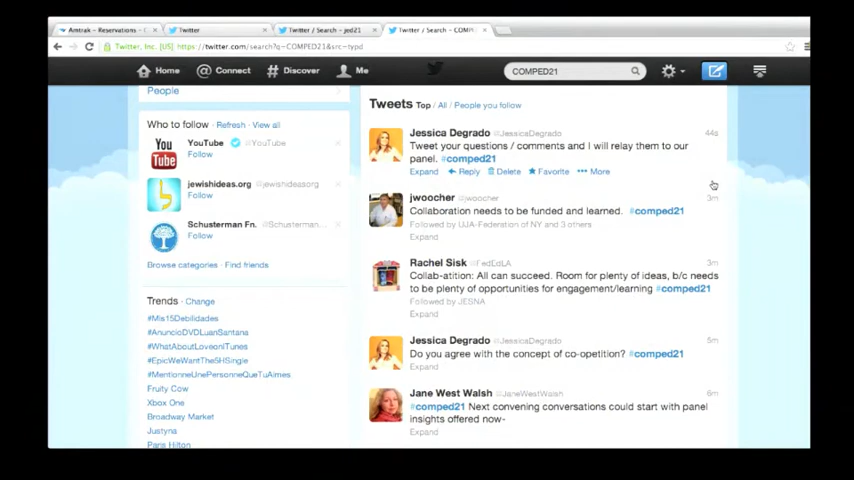 Amtrak - Reservations -
Twitter
Twitter / Search - jed21
Twitter / Search - COMP
Twitter, Inc. [US] https://twitter.com/search?q=COMPED21&src=typd
Home
Connect
Discover
Me
COMPED21
People
Who to follow · Refresh · View all
YouTube @YouTube
Follow
You Tube
jewishideas.org @jewishideasorg
Follow
Schusterman Fn. @Schusterman...
Follow
Browse categories · Find friends
Trends · Change
#Mis15Debilidades
#AnuncioDVDLuanSantana
#WhatAboutLoveoniTunes
#EpicWeWantThe5HSingle
#MentionneUnePersonneQueTuAimes
Fruity Cow
Xbox One
Broadway Market
Justyna
Paris Hilton
Tweets Top / All / People you follow
Jessica Degrado @JessicaDegrado 44s
Tweet your questions / comments and I will relay them to our
panel. #comped21
Expand Reply Delete Favorite More
jwoocher @jwoocher 3m
Collaboration needs to be funded and learned. #comped21
Followed by UJA-Federation of NY and 3 others
Expand
Rachel Sisk @FedEdLA 3m
Collab-atition: All can succeed. Room for plenty of ideas, b/c needs
to be plenty of opportunities for engagement/learning #comped21
Followed by JESNA.
Expand
Jessica Degrado @JessicaDegrado 5m
Do you agree with the concept of co-opetition? #comped21
Expand
Jane West Walsh @JaneWestWalsh 6m
#comped21 Next convening conversations could start with panel
insights offered now-
Expand